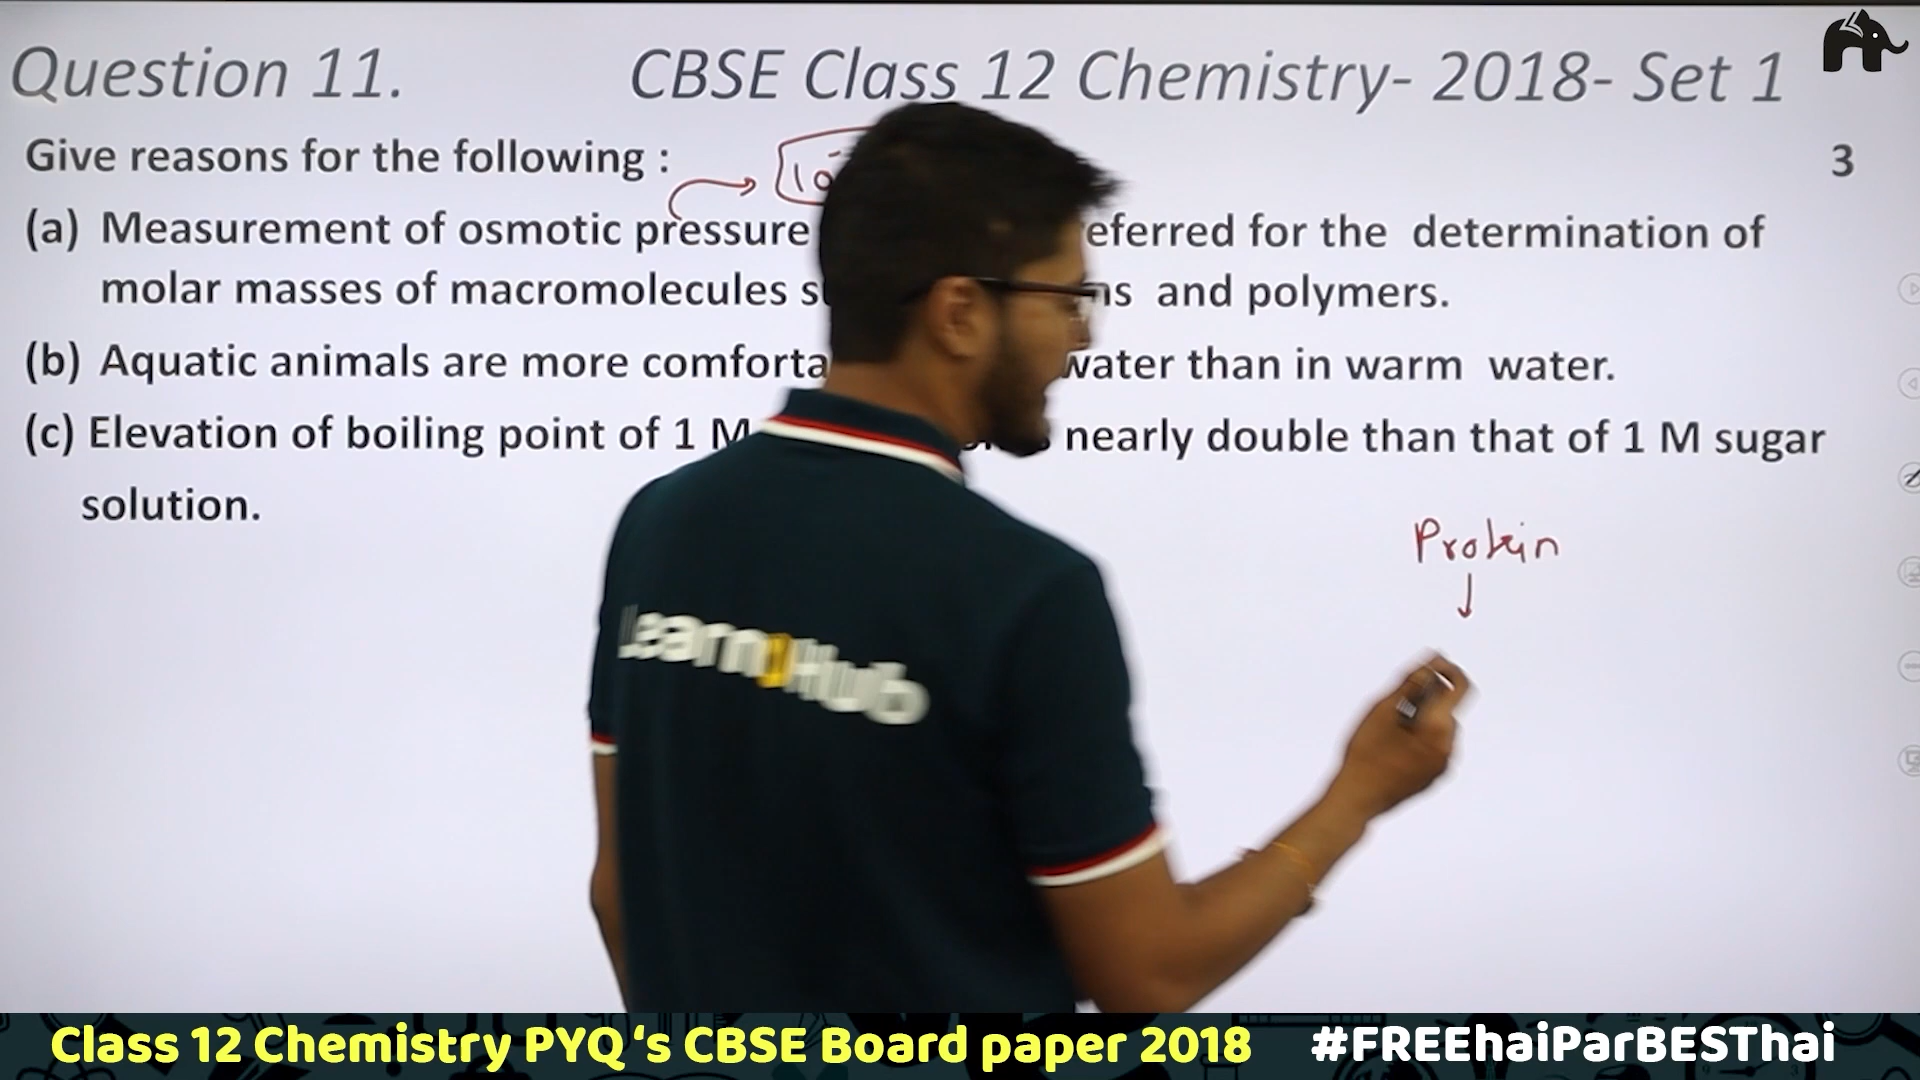 Question 11. CBSE Class 12 Chemistry- 2018- Set 1
Give reasons for the following : 3
(a) Measurement of osmotic pressure eferred for the determination of
molar masses of macromolecules s ns and polymers.
(b) Aquatic animals are more comforta water than in warm water.
(c) Elevation of boiling point of 1 M nearly double than that of 1 M sugar
solution.
Protein
LearnoHub
Class 12 Chemistry PYQ‘s CBSE Board paper 2018 #FREEhaiParBESThai